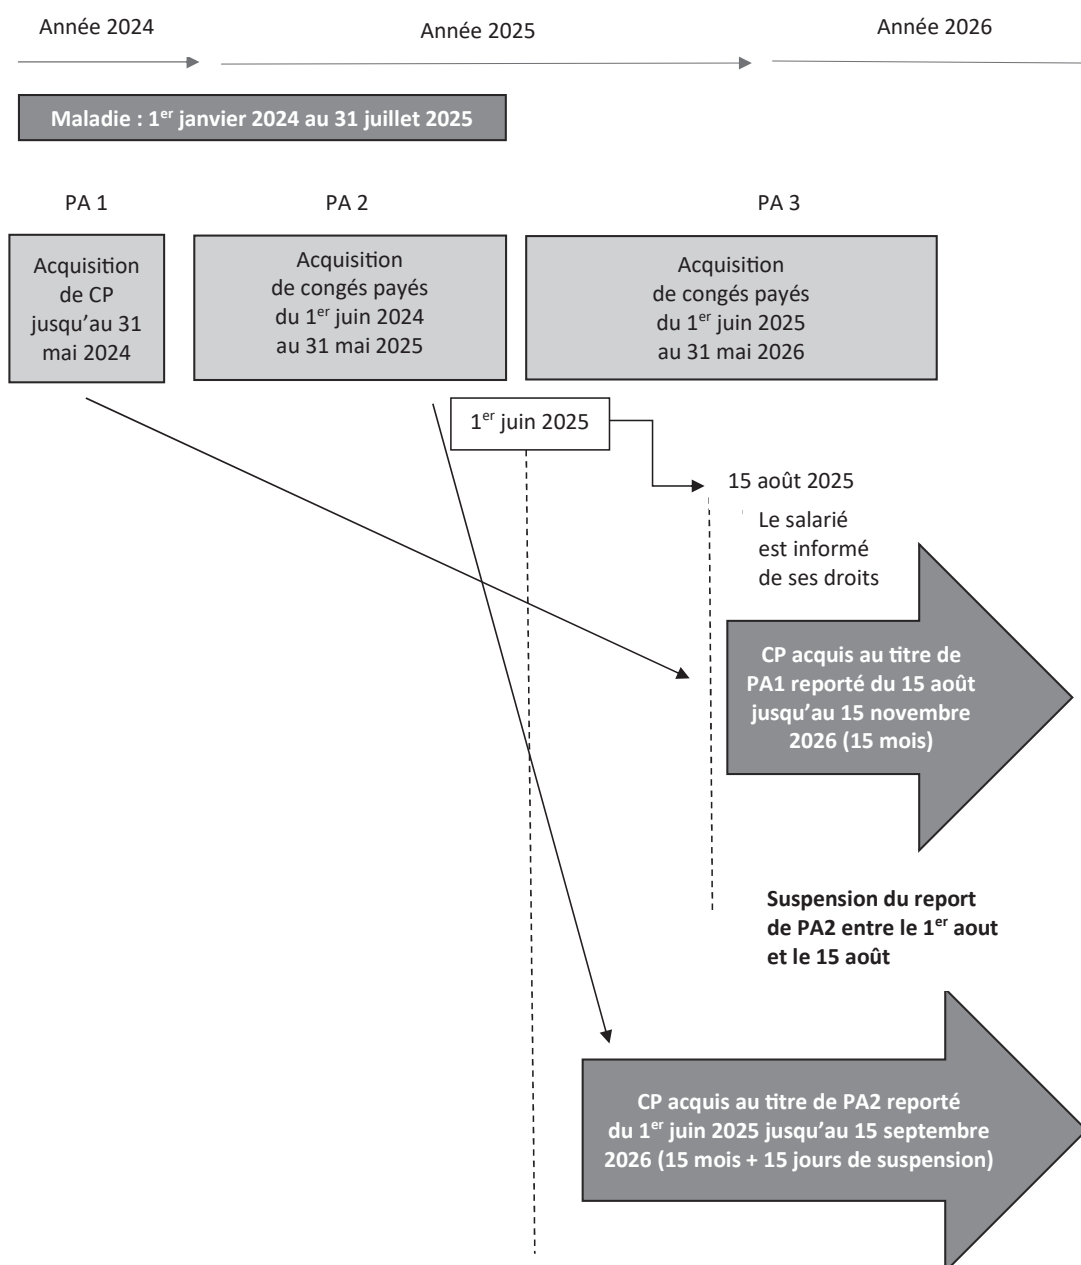 Année 2024
Année 2025
Année 2026
Maladie : 1er janvier 2024 au 31 juillet 2025
PA 1
PA 2
PA 3
Acquisition
de CP
jusqu’au 31
mai 2024
Acquisition
de congés payés
du 1er juin 2024
au 31 mai 2025
Acquisition
de congés payés
du 1er juin 2025
au 31 mai 2026
1er juin 2025
15 août 2025
Le salarié
est informé
de ses droits
CP acquis au titre de
PA1 reporté du 15 août
jusqu’au 15 novembre
2026 (15 mois)
Suspension du report
de PA2 entre le 1er aout
et le 15 août
CP acquis au titre de PA2 reporté
du 1er juin 2025 jusqu’au 15 septembre
2026 (15 mois + 15 jours de suspension)